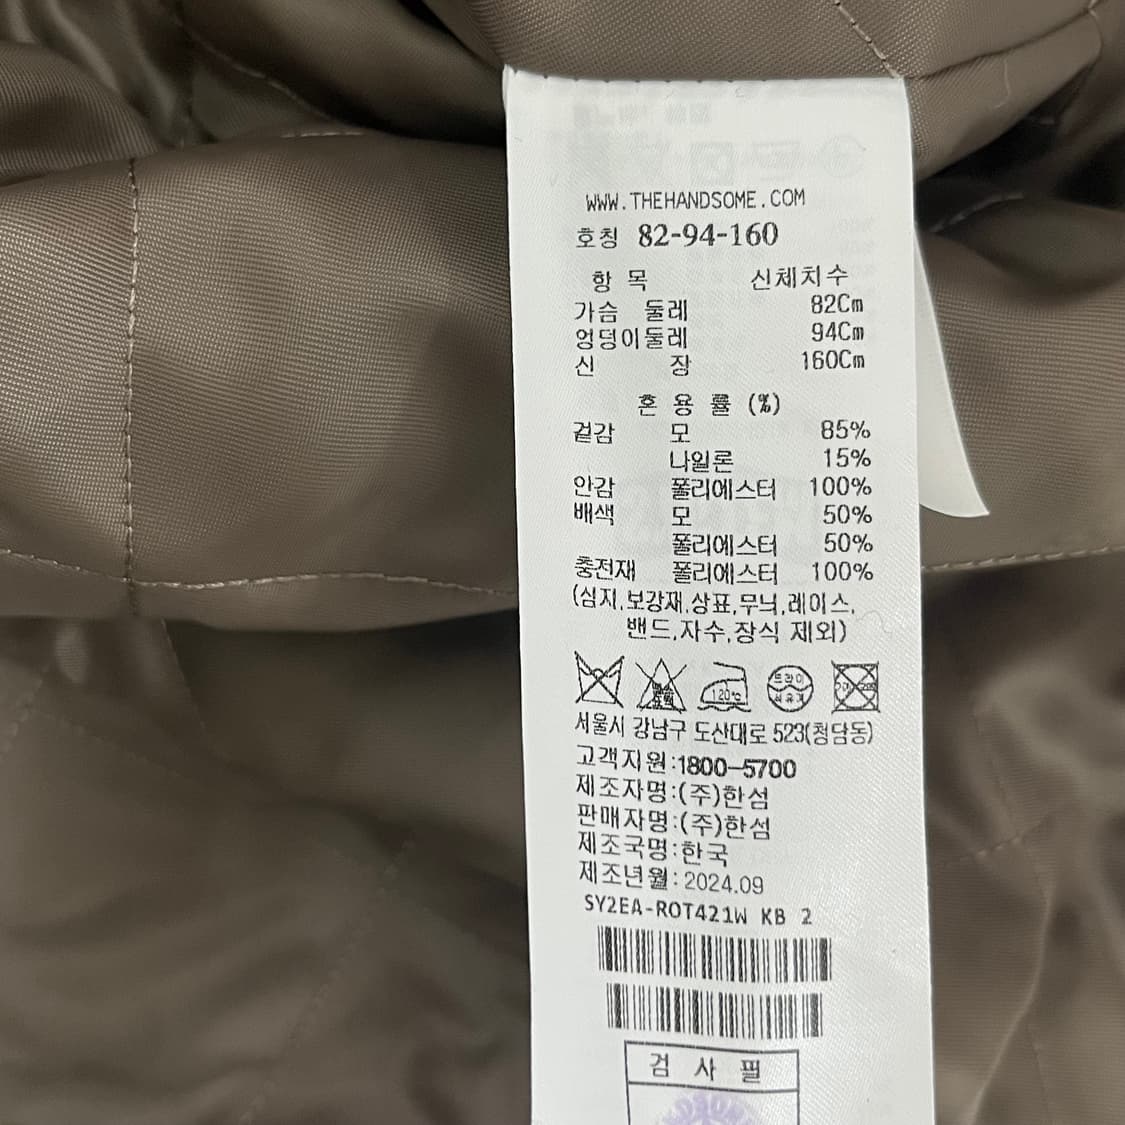 WWW.THEHANDSOME.COM
호칭 82-94-160
항 목 신체치수
가슴 둘레 82Cm
엉덩이둘레 94Cm
신 장 160Cm
혼 용 률 (%)
겉감 모 85%
나일론 15%
안감 폴리에스터 100%
배색 모 50%
폴리에스터 50%
충전재 폴리에스터 100%
(심지,보강재,상표,무늬,레이스,
밴드,자수,장식 제외)
120℃ 드라이
석유계
서울시 강남구 도산대로 523(청담동)
고객지원:1800-5700
제조자명:(주)한섬
판매자명:(주)한섬
제조국명:한국
제조년월:2024.09
SY2EA-ROT421W KB 2
검 사 필